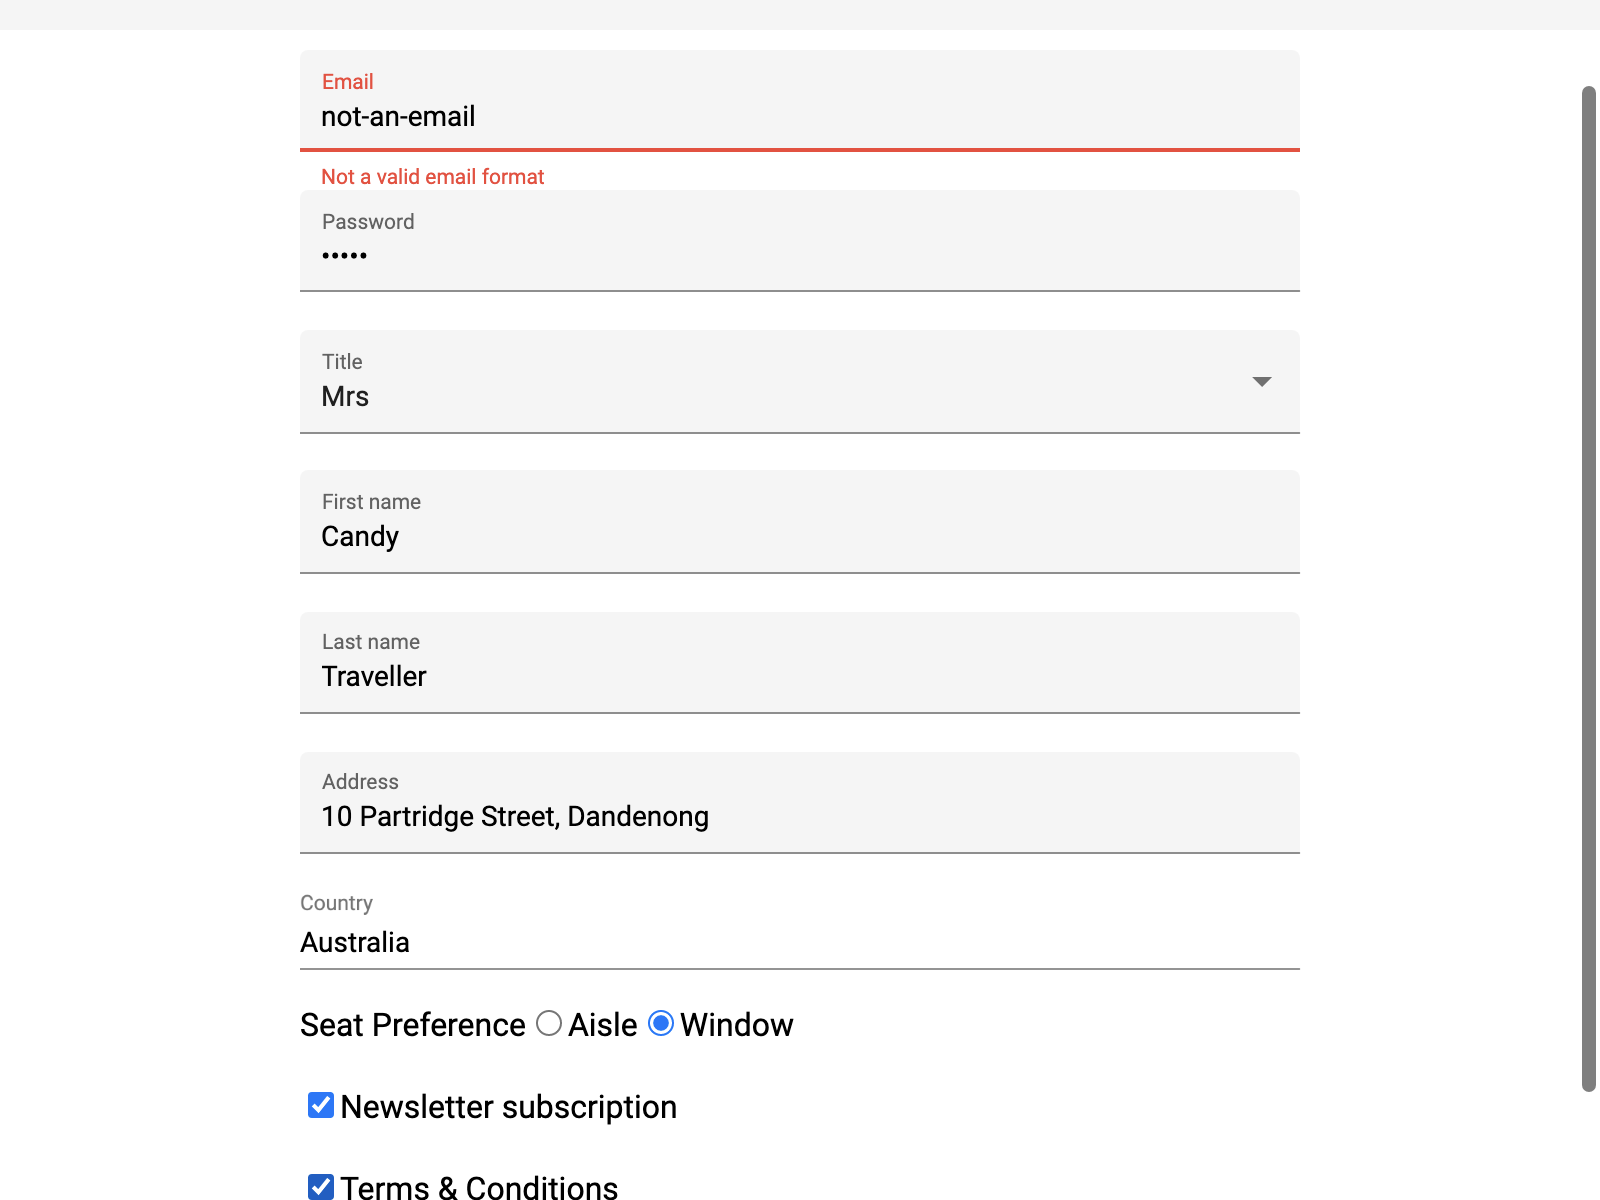 Email
not-an-email
Not a valid email format
Password
•••••
Title
Mrs
First name
Candy
Last name
Traveller
Address
10 Partridge Street, Dandenong
Country
Australia
Seat Preference Aisle Window
Newsletter subscription
Terms & Conditions